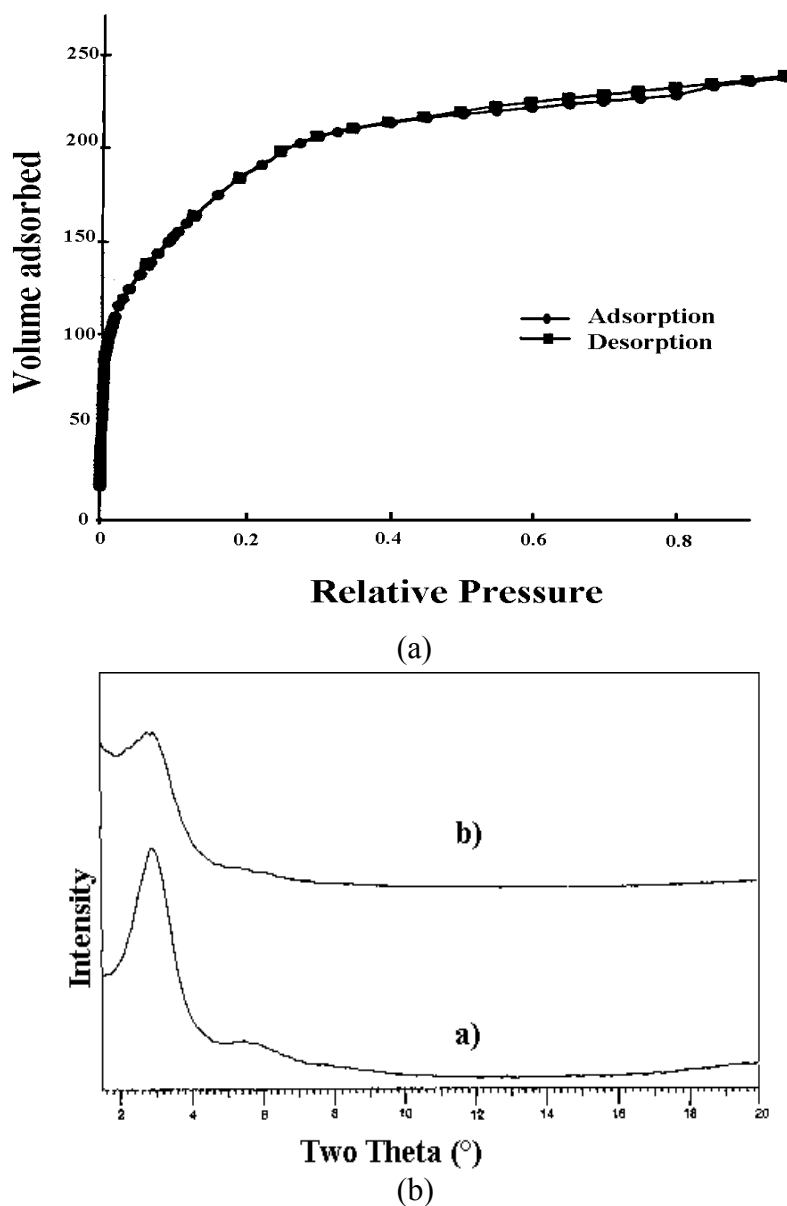 250
200
150
100
50
0
Volume adsorbed
Adsorption
Desorption
0 0.2 0.4 0.6 0.8
Relative Pressure
(a)
Intensity
b)
a)
2 4 6 8 10 12 14 16 18 20
Two Theta (°)
(b)